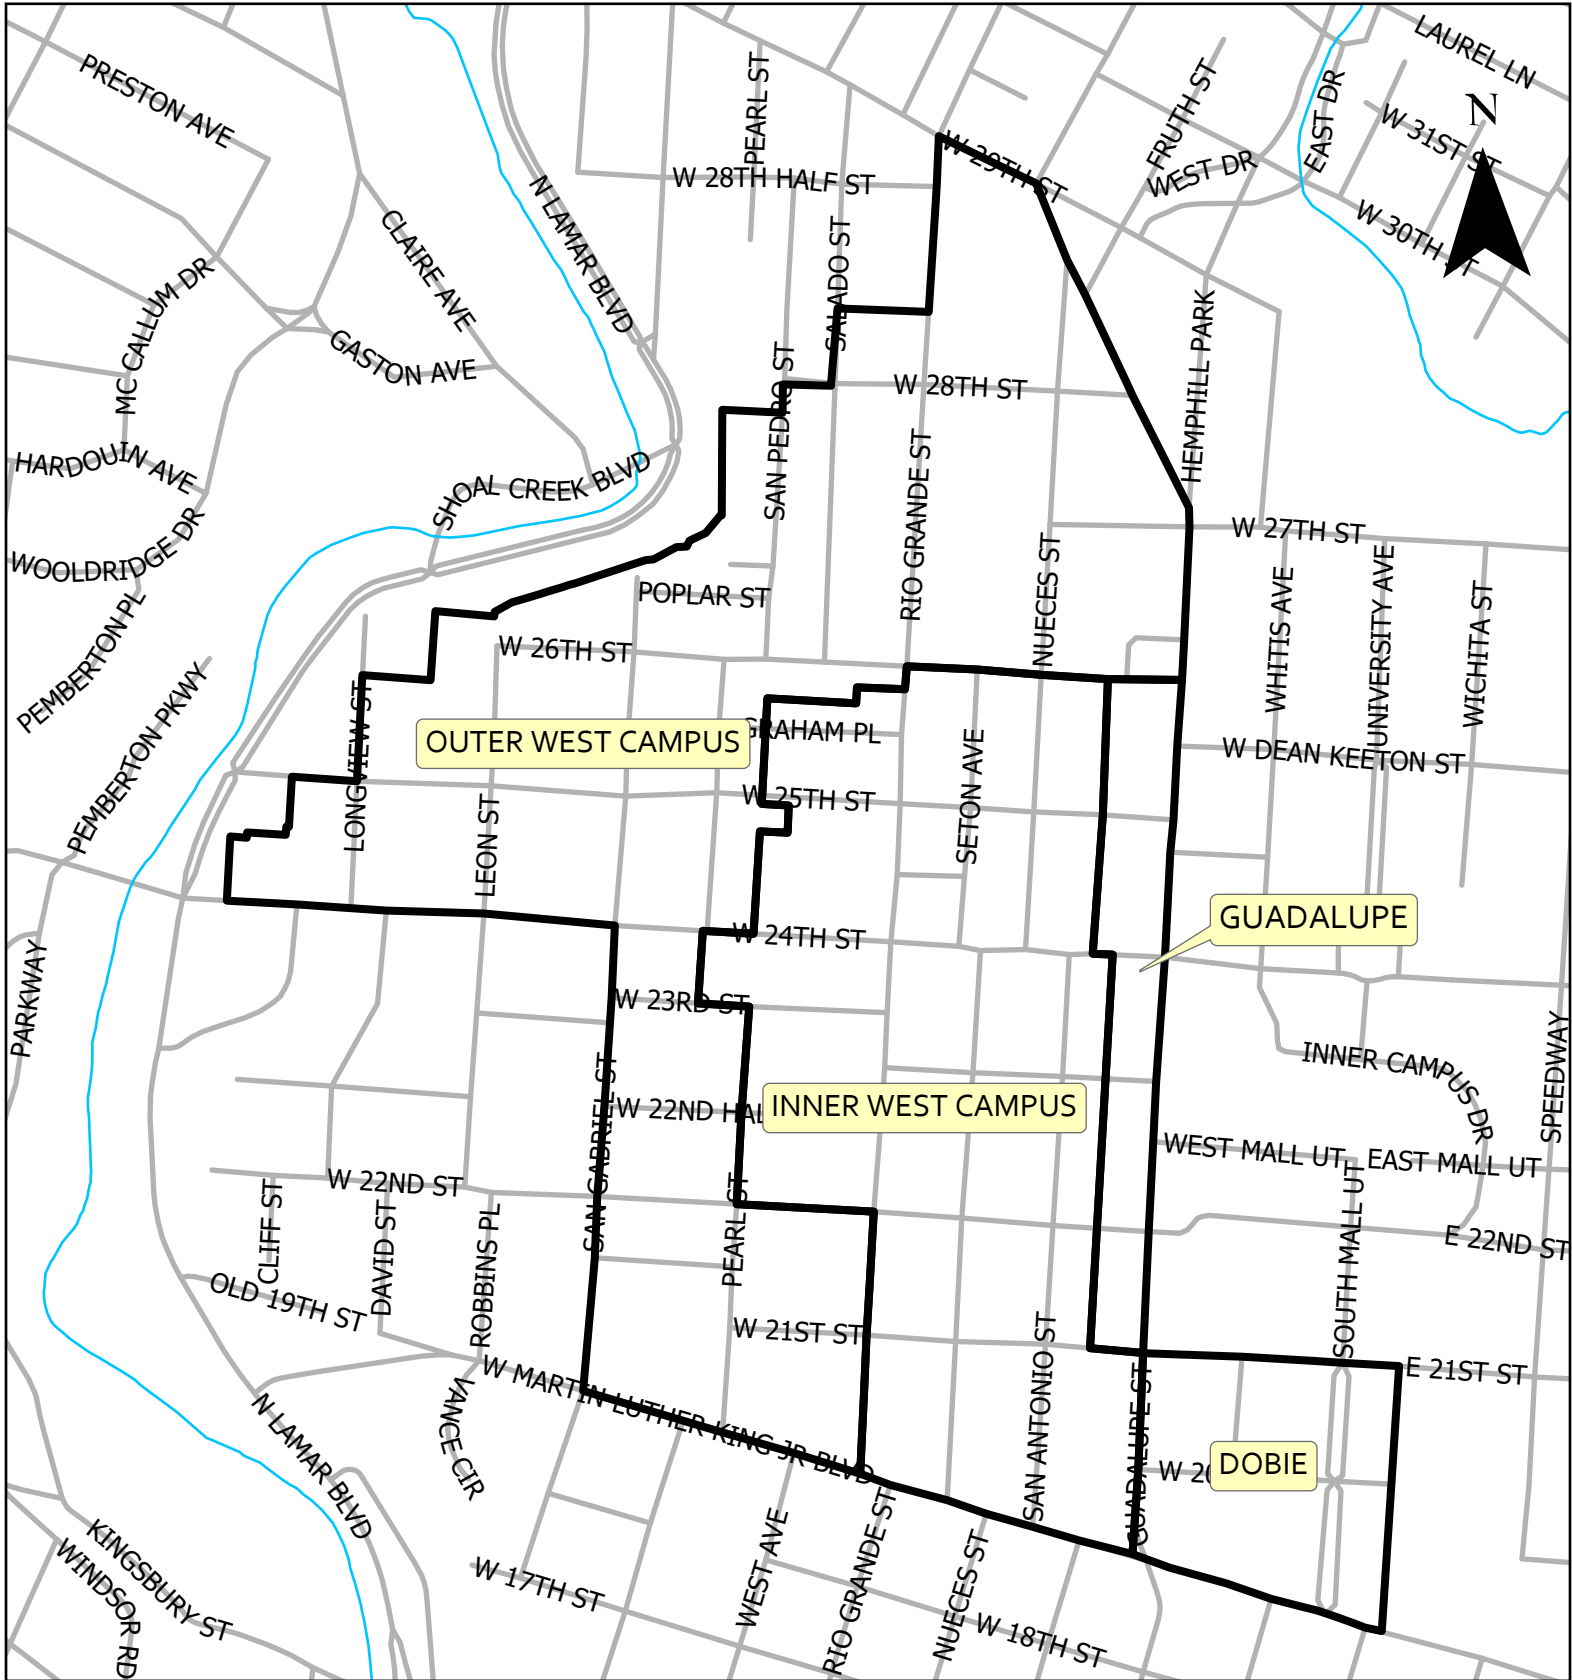 LAUREL LN
PRESTON AVE
PEARL ST
FRUTH ST
EAST DR
N
W 31ST ST
W 29TH ST
WEST DR
W 28TH HALF ST
N LAMAR BLVD
CLAIRE AVE
SALADO ST
W 30TH ST
MC CALLUM DR
GASTON AVE
HEMPHILL PARK
SAN PEDRO ST
W 28TH ST
RIO GRANDE ST
HARDOUIN AVE
SHOAL CREEK BLVD
WOOLDRIDGE DR
W 27TH ST
NUECES ST
WHITIS AVE
UNIVERSITY AVE
WICHITA ST
POPLAR ST
PEMBERTON PL
W 26TH ST
PEMBERTON PKWY
LONGVIEW ST
OUTER WEST CAMPUS
GRAHAM PL
SETON AVE
W DEAN KEETON ST
W 25TH ST
LEON ST
GUADALUPE
W 24TH ST
PARKWAY
W 23RD ST
INNER CAMPUS DR
SPEEDWAY
SAN GABRIEL ST
W 22ND HAL
INNER WEST CAMPUS
WEST MALL UT
EAST MALL UT
W 22ND ST
CLIFF ST
DAVID ST
ROBBINS PL
PEARL ST
SOUTH MALL UT
E 22ND ST
OLD 19TH ST
W 21ST ST
SAN ANTONIO ST
GUADALUPE ST
E 21ST ST
W MARTIN LUTHER KING JR BLVD
VANCE CIR
N LAMAR BLVD
W 20
DOBIE
KINGSBURY ST
WINDSOR RD
W 17TH ST
WEST AVE
RIO GRANDE ST
NUECES ST
W 18TH ST